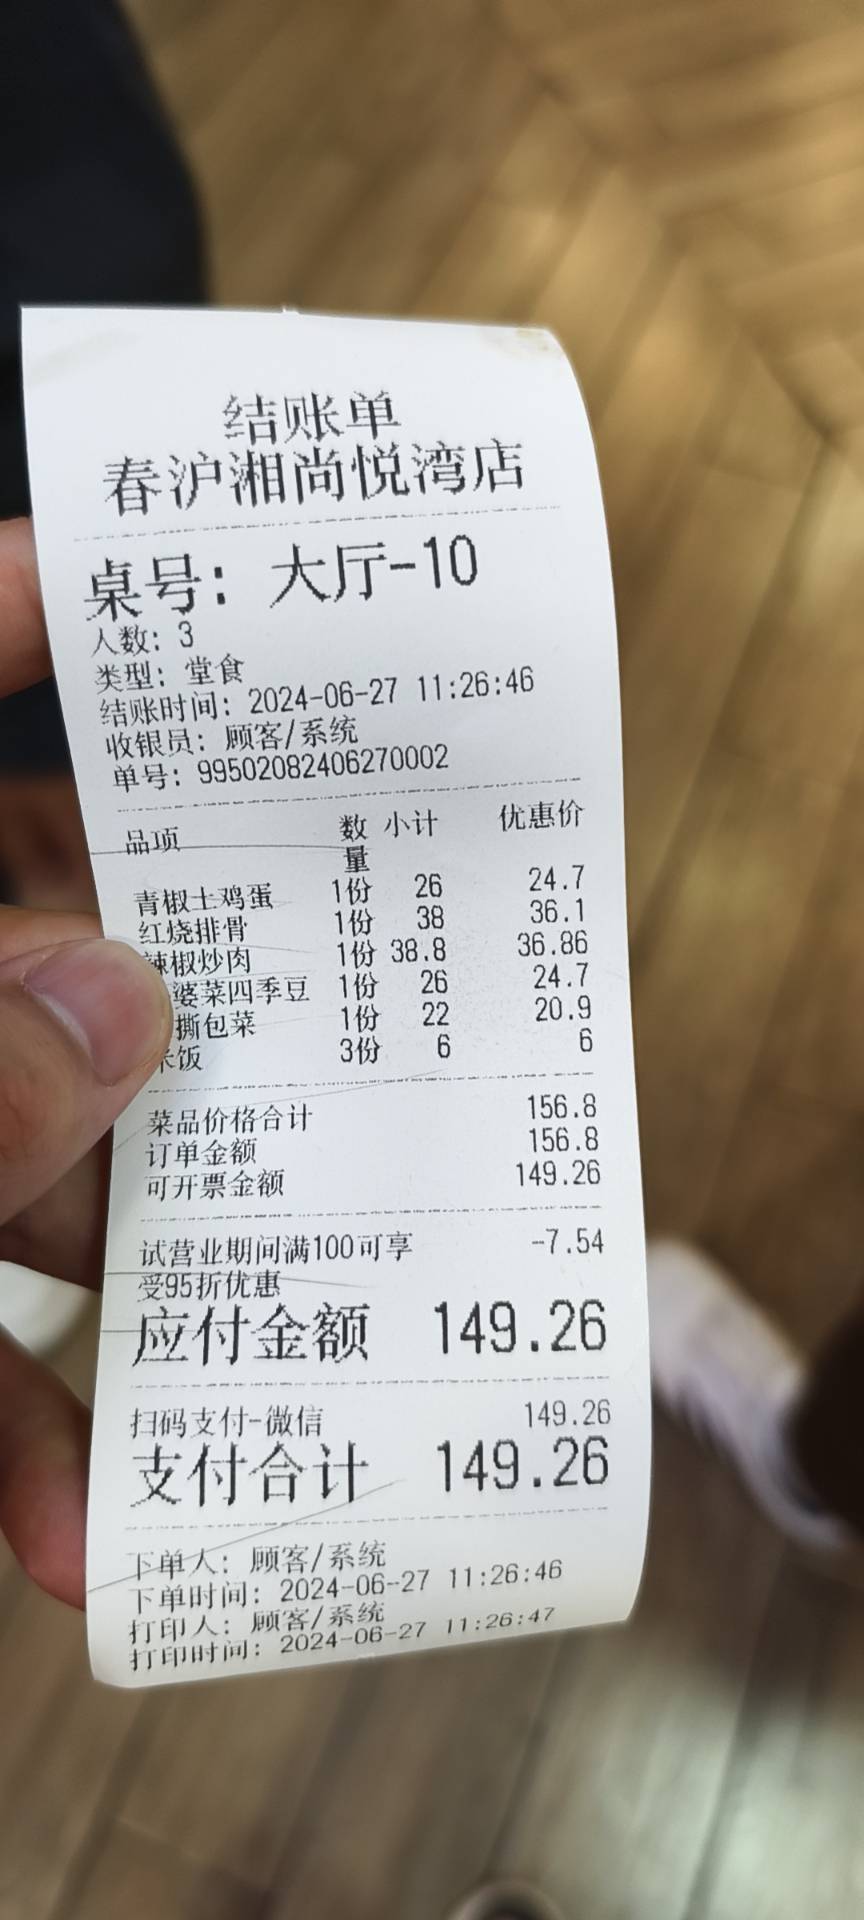 结账单
春沪湘尚悦湾店
桌号: 大厅-10
人数: 3
类型: 堂食
结账时间: 2024-06-27 11:26:46
收银员: 顾客/系统
单号: 99502082406270002
品项 数量 小计 优惠价
青椒土鸡蛋 1份 26 24.7
红烧排骨 1份 38 36.1
辣椒炒肉 1份 38.8 36.86
婆菜四季豆 1份 26 24.7
撕包菜 1份 22 20.9
米饭 3份 6 6
菜品价格合计 156.8
订单金额 156.8
可开票金额 149.26
试营业期间满100可享 -7.54
受95折优惠
应付金额 149.26
扫码支付-微信 149.26
支付合计 149.26
下单人: 顾客/系统
下单时间: 2024-06-27 11:26:46
打印人: 顾客/系统
打印时间: 2024-06-27 11:26:47